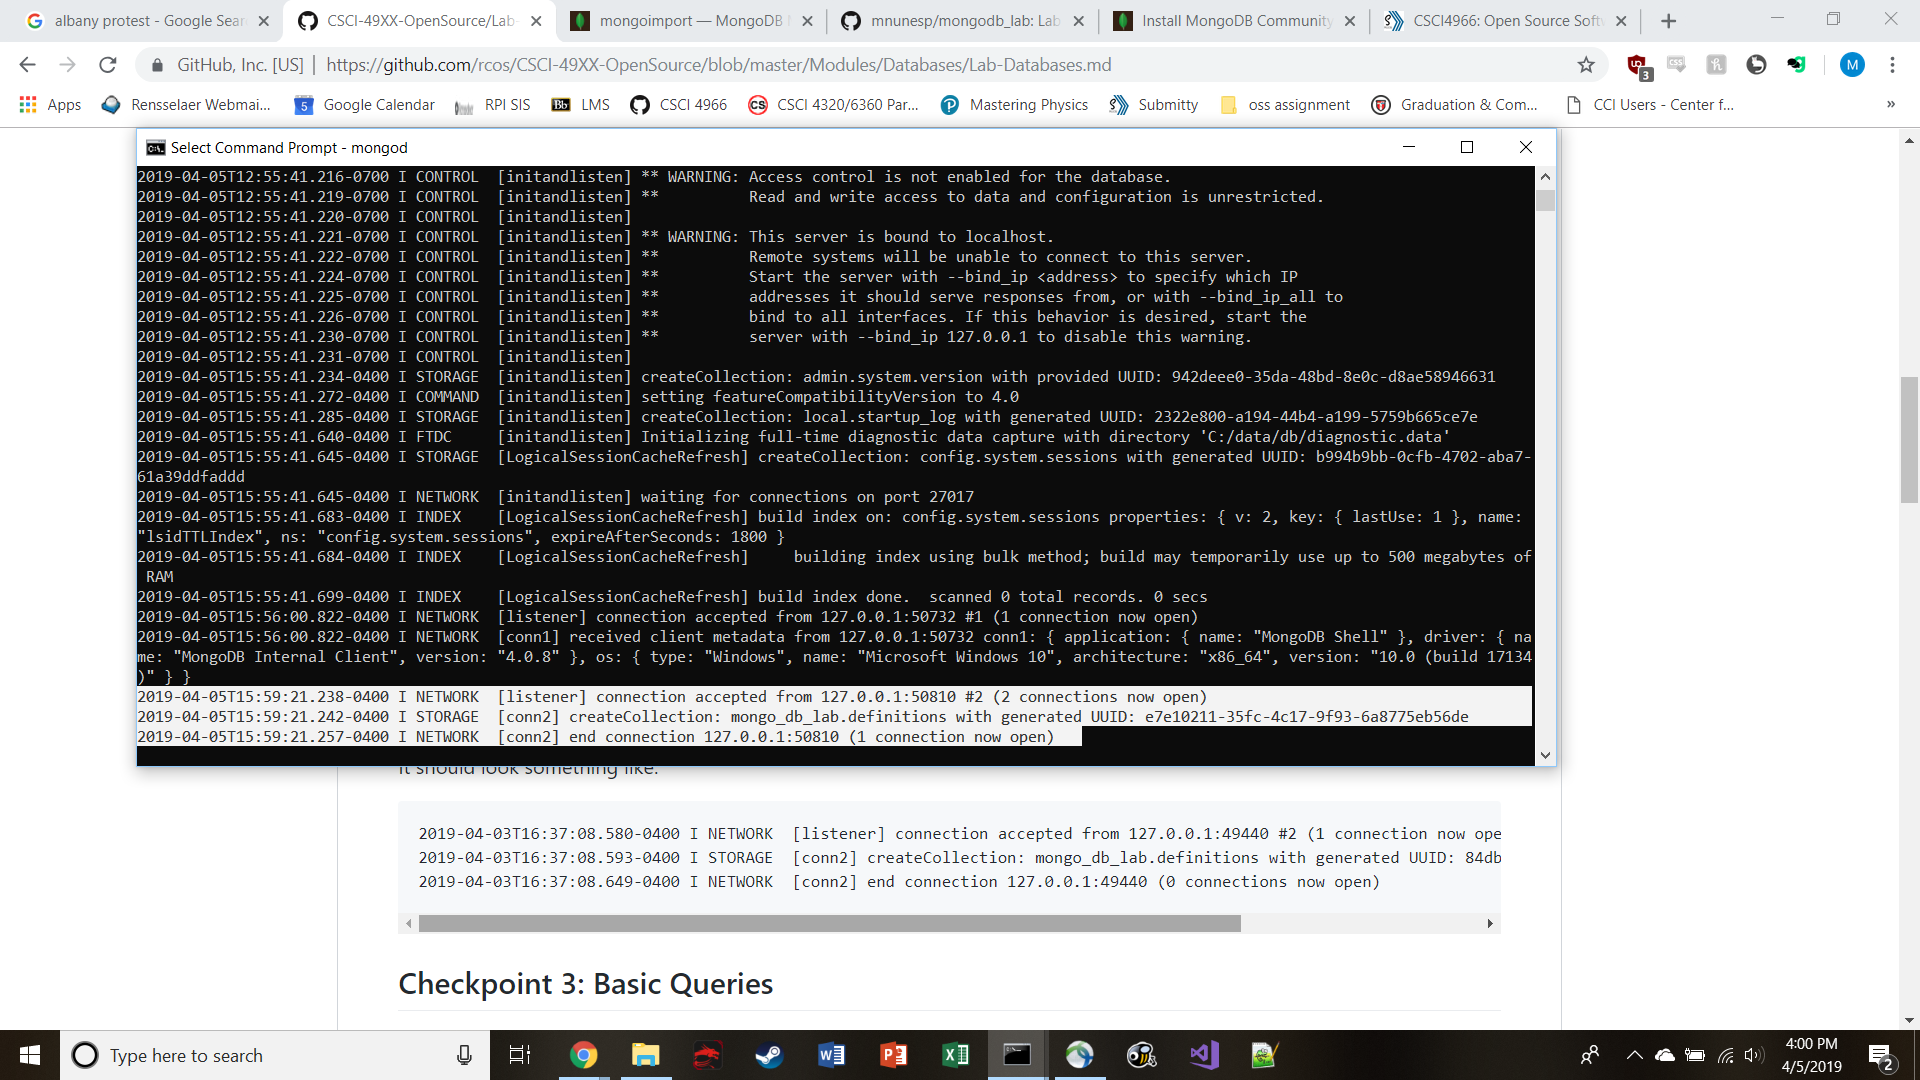 albany protest - Google Sear
CSCI-49XX-OpenSource/Lab-
mongoimport — MongoDB
mnunesp/mongodb_lab: Lab
Install MongoDB Community
CSCI4966: Open Source Softw
GitHub, Inc. [US] | https://github.com/rcos/CSCI-49XX-OpenSource/blob/master/Modules/Databases/Lab-Databases.md
3
M
Apps
Rensselaer Webmai...
5
Google Calendar
RPI SIS
Bb
LMS
CSCI 4966
CS
CSCI 4320/6360 Par...
Mastering Physics
Submitty
oss assignment
Graduation & Com...
CCI Users - Center f...
»
Select Command Prompt - mongod
2019-04-05T12:55:41.216-0700 I CONTROL  [initandlisten] ** WARNING: Access control is not enabled for the database.
2019-04-05T12:55:41.219-0700 I CONTROL  [initandlisten] **          Read and write access to data and configuration is unrestricted.
2019-04-05T12:55:41.220-0700 I CONTROL  [initandlisten]
2019-04-05T12:55:41.221-0700 I CONTROL  [initandlisten] ** WARNING: This server is bound to localhost.
2019-04-05T12:55:41.222-0700 I CONTROL  [initandlisten] **          Remote systems will be unable to connect to this server.
2019-04-05T12:55:41.224-0700 I CONTROL  [initandlisten] **          Start the server with --bind_ip <address> to specify which IP
2019-04-05T12:55:41.225-0700 I CONTROL  [initandlisten] **          addresses it should serve responses from, or with --bind_ip_all to
2019-04-05T12:55:41.226-0700 I CONTROL  [initandlisten] **          bind to all interfaces. If this behavior is desired, start the
2019-04-05T12:55:41.230-0700 I CONTROL  [initandlisten] **          server with --bind_ip 127.0.0.1 to disable this warning.
2019-04-05T12:55:41.231-0700 I CONTROL  [initandlisten]
2019-04-05T15:55:41.234-0400 I STORAGE  [initandlisten] createCollection: admin.system.version with provided UUID: 942deee0-35da-48bd-8e0c-d8ae58946631
2019-04-05T15:55:41.272-0400 I COMMAND  [initandlisten] setting featureCompatibilityVersion to 4.0
2019-04-05T15:55:41.285-0400 I STORAGE  [initandlisten] createCollection: local.startup_log with generated UUID: 2322e800-a194-44b4-a199-5759b665ce7e
2019-04-05T15:55:41.640-0400 I FTDC     [initandlisten] Initializing full-time diagnostic data capture with directory 'C:/data/db/diagnostic.data'
2019-04-05T15:55:41.645-0400 I STORAGE  [LogicalSessionCacheRefresh] createCollection: config.system.sessions with generated UUID: b994b9bb-0cfb-4702-aba7-
61a39ddfaddd
2019-04-05T15:55:41.645-0400 I NETWORK  [initandlisten] waiting for connections on port 27017
2019-04-05T15:55:41.683-0400 I INDEX    [LogicalSessionCacheRefresh] build index on: config.system.sessions properties: { v: 2, key: { lastUse: 1 }, name:
"lsidTTLIndex", ns: "config.system.sessions", expireAfterSeconds: 1800 }
2019-04-05T15:55:41.684-0400 I INDEX    [LogicalSessionCacheRefresh]     building index using bulk method; build may temporarily use up to 500 megabytes of
RAM
2019-04-05T15:55:41.699-0400 I INDEX    [LogicalSessionCacheRefresh] build index done.  scanned 0 total records. 0 secs
2019-04-05T15:56:00.822-0400 I NETWORK  [listener] connection accepted from 127.0.0.1:50732 #1 (1 connection now open)
2019-04-05T15:56:00.822-0400 I NETWORK  [conn1] received client metadata from 127.0.0.1:50732 conn1: { application: { name: "MongoDB Shell" }, driver: { na
me: "MongoDB Internal Client", version: "4.0.8" }, os: { type: "Windows", name: "Microsoft Windows 10", architecture: "x86_64", version: "10.0 (build 17134
)" } }
2019-04-05T15:59:21.238-0400 I NETWORK  [listener] connection accepted from 127.0.0.1:50810 #2 (2 connections now open)
2019-04-05T15:59:21.242-0400 I STORAGE  [conn2] createCollection: mongo_db_lab.definitions with generated UUID: e7e10211-35fc-4c17-9f93-6a8775eb56de
2019-04-05T15:59:21.257-0400 I NETWORK  [conn2] end connection 127.0.0.1:50810 (1 connection now open)
It should look something like:
2019-04-03T16:37:08.580-0400 I NETWORK  [listener] connection accepted from 127.0.0.1:49440 #2 (1 connection now ope
2019-04-03T16:37:08.593-0400 I STORAGE  [conn2] createCollection: mongo_db_lab.definitions with generated UUID: 84db
2019-04-03T16:37:08.649-0400 I NETWORK  [conn2] end connection 127.0.0.1:49440 (0 connections now open)
Checkpoint 3: Basic Queries
Type here to search
4:00 PM
4/5/2019
2